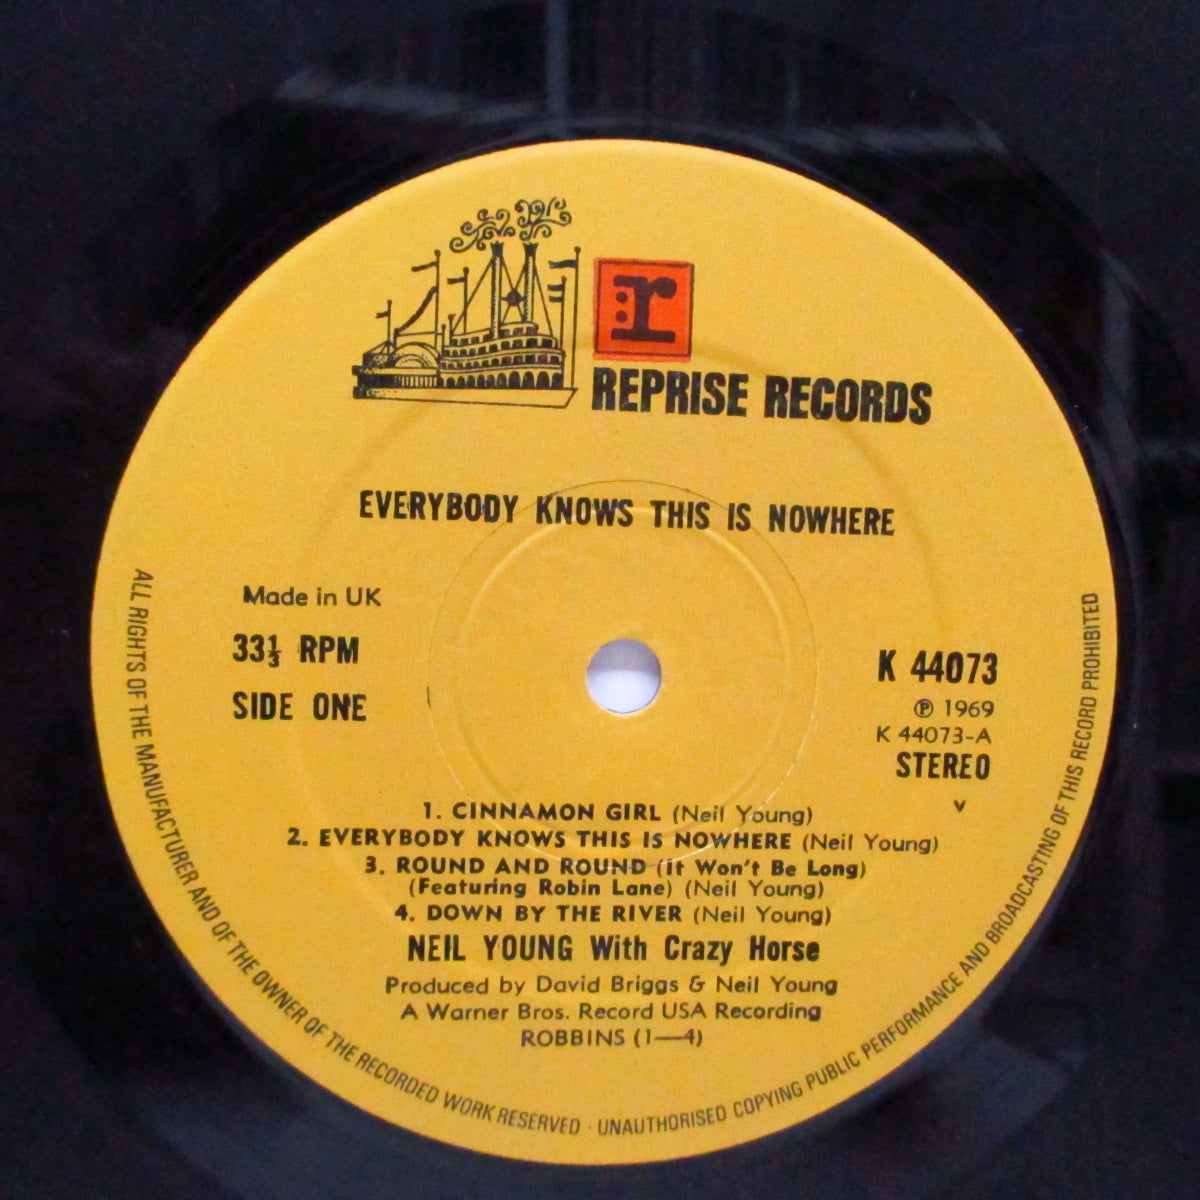 r
REPRISE RECORDS
EVERYBODY KNOWS THIS IS NOWHERE
Made in UK
33⅓ RPM
SIDE ONE
K 44073
℗ 1969
K 44073-A
STEREO
v
1. CINNAMON GIRL (Neil Young)
2. EVERYBODY KNOWS THIS IS NOWHERE (Neil Young)
3. ROUND AND ROUND (It Won't Be Long)
(Featuring Robin Lane) (Neil Young)
4. DOWN BY THE RIVER (Neil Young)
NEIL YOUNG With Crazy Horse
Produced by David Briggs & Neil Young
A Warner Bros. Record USA Recording
ROBBINS (1—4)
ALL RIGHTS OF THE MANUFACTURER AND OF THE OWNER OF THE RECORDED WORK RESERVED · UNAUTHORISED COPYING PUBLIC PERFORMANCE AND BROADCASTING OF THIS RECORD PROHIBITED